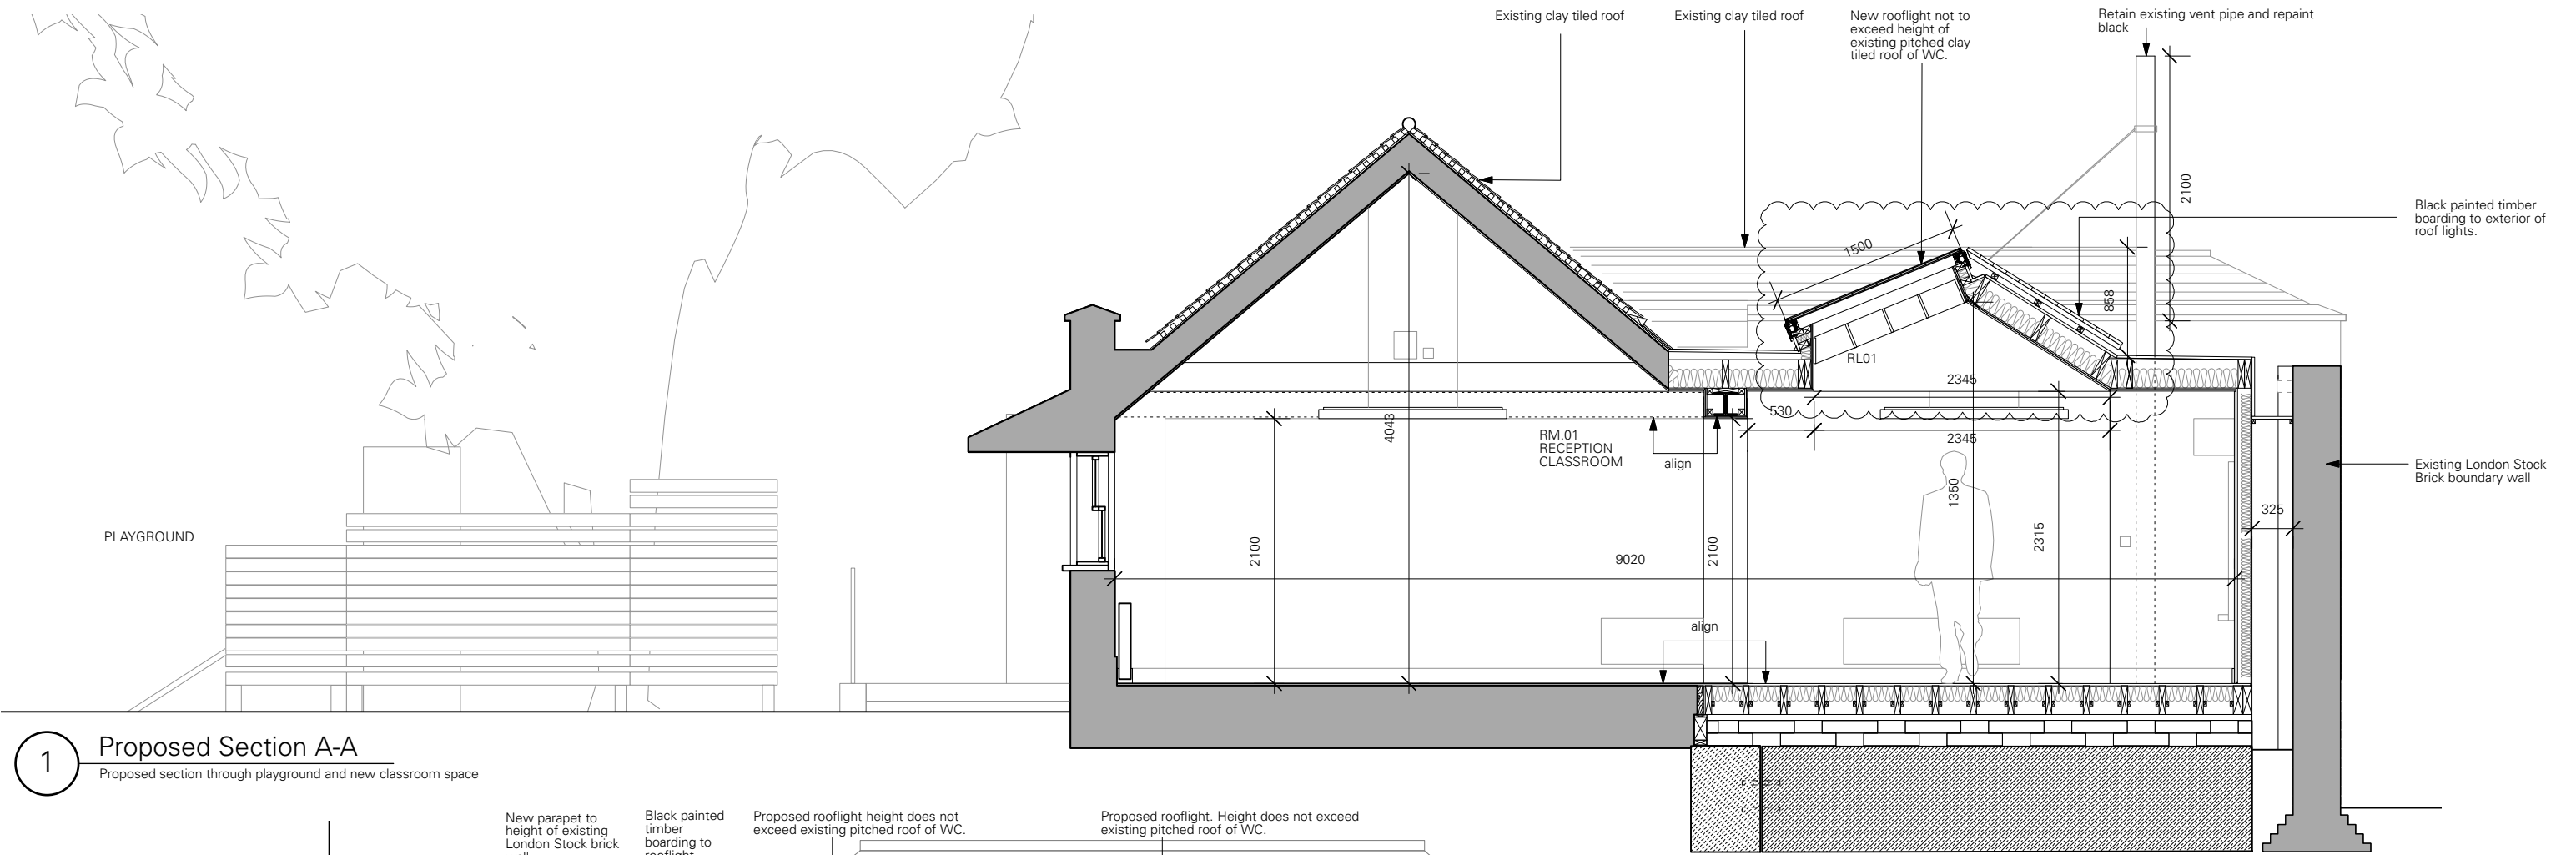 Existing clay tiled roof
Existing clay tiled roof
New rooflight not to
exceed height of
existing pitched clay
tiled roof of WC.
Retain existing vent pipe and repaint
black
2100
Black painted timber
boarding to exterior of
roof lights.
1500
858
RL01
2345
530
2345
4043
RM.01
RECEPTION
CLASSROOM
align
Existing London Stock
Brick boundary wall
1350
325
PLAYGROUND
2100
9020
2100
2315
align
1
Proposed Section A-A
Proposed section through playground and new classroom space
New parapet to
height of existing
London Stock brick
Black painted
timber
boarding to
rooflight
Proposed rooflight height does not
exceed existing pitched roof of WC.
Proposed rooflight. Height does not exceed
existing pitched roof of WC.